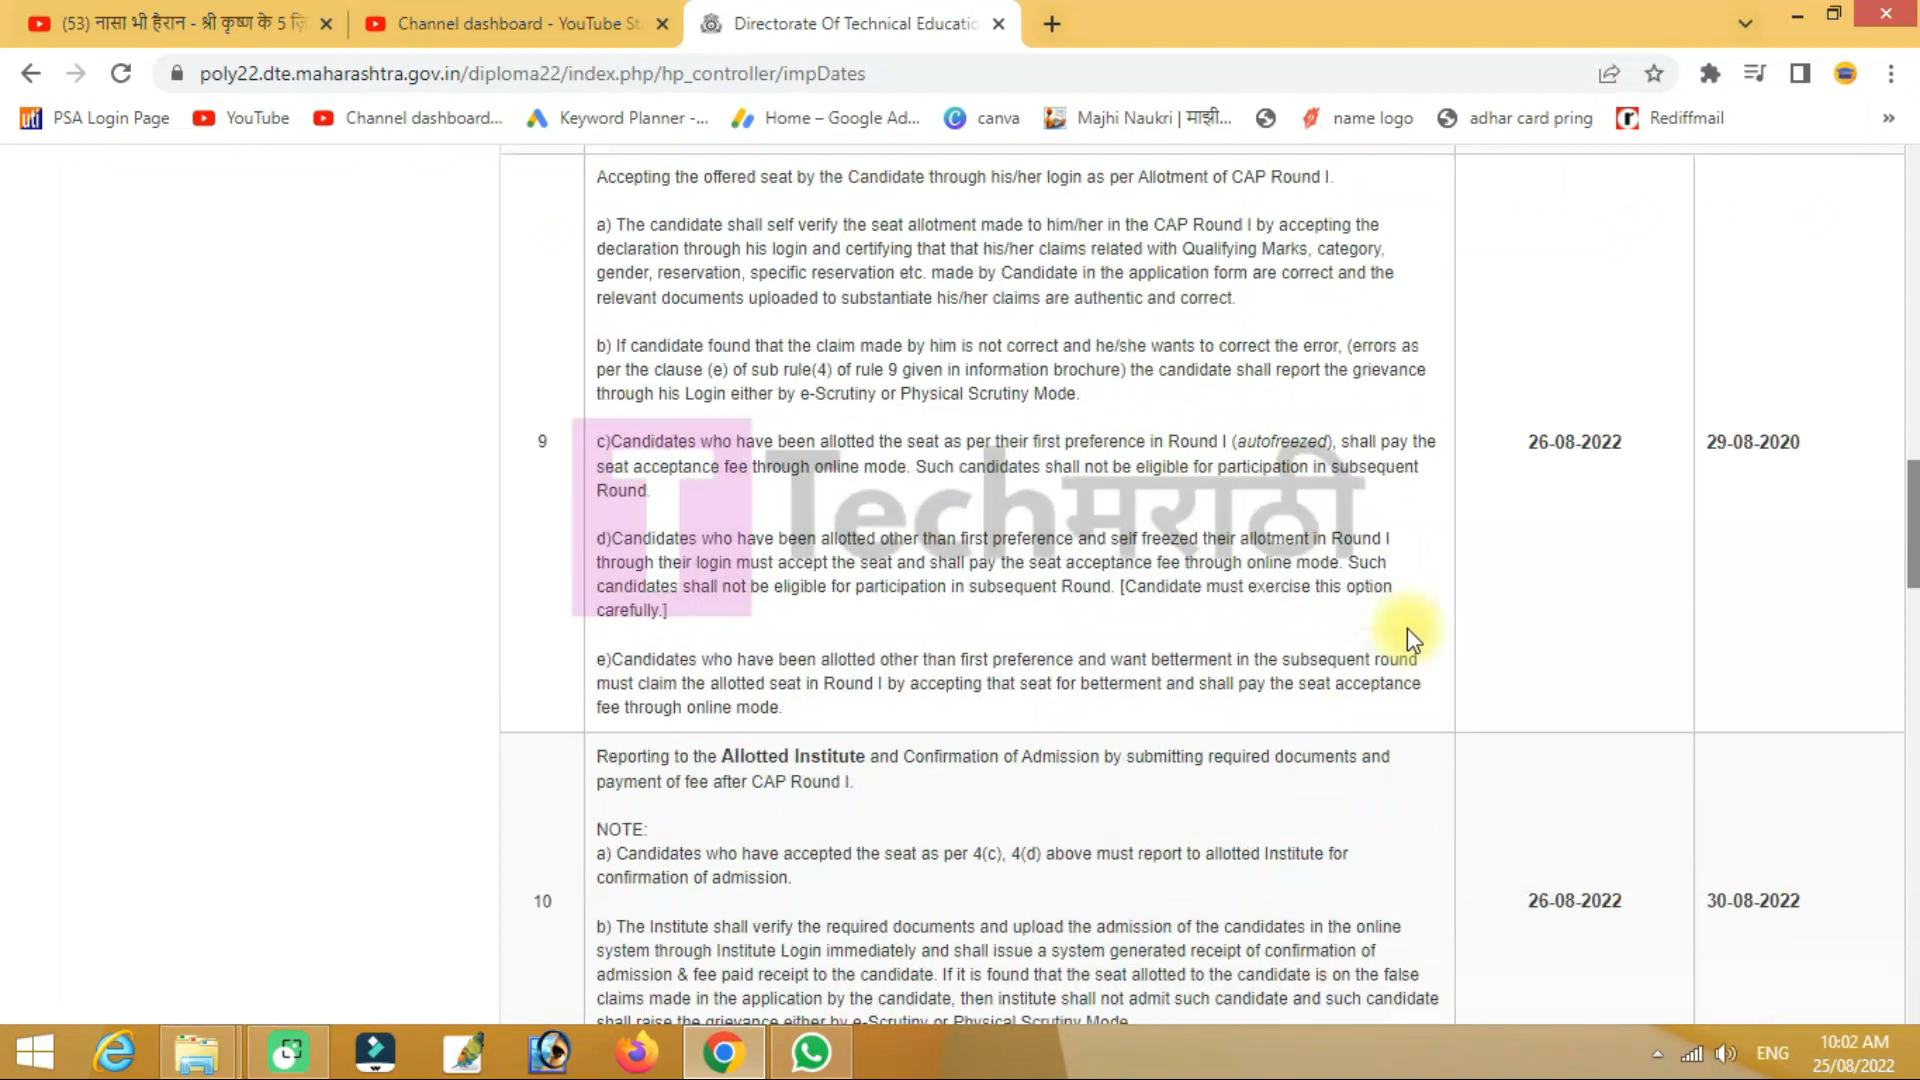 (53) नासा भी हैरान - श्री कृष्ण के 5
Channel dashboard - YouTube St
Directorate Of Technical Educatio
poly22.dte.maharashtra.gov.in/diploma22/index.php/hp_controller/impDates
uti PSA Login Page YouTube Channel dashboard... Keyword Planner -... Home – Google Ad... C canva Majhi Naukri | माझी... name logo adhar card pring r Rediffmail »
Accepting the offered seat by the Candidate through his/her login as per Allotment of CAP Round I.
a) The candidate shall self verify the seat allotment made to him/her in the CAP Round I by accepting the
declaration through his login and certifying that that his/her claims related with Qualifying Marks, category,
gender, reservation, specific reservation etc. made by Candidate in the application form are correct and the
relevant documents uploaded to substantiate his/her claims are authentic and correct.
b) If candidate found that the claim made by him is not correct and he/she wants to correct the error, (errors as
per the clause (e) of sub rule(4) of rule 9 given in information brochure) the candidate shall report the grievance
through his Login either by e-Scrutiny or Physical Scrutiny Mode.
9
c)Candidates who have been allotted the seat as per their first preference in Round I (autofreezed), shall pay the
seat acceptance fee through online mode. Such candidates shall not be eligible for participation in subsequent
Round.
26-08-2022
29-08-2020
T Techमराठी
d)Candidates who have been allotted other than first preference and self freezed their allotment in Round I
through their login must accept the seat and shall pay the seat acceptance fee through online mode. Such
candidates shall not be eligible for participation in subsequent Round. [Candidate must exercise this option
carefully.]
e)Candidates who have been allotted other than first preference and want betterment in the subsequent round
must claim the allotted seat in Round I by accepting that seat for betterment and shall pay the seat acceptance
fee through online mode.
Reporting to the Allotted Institute and Confirmation of Admission by submitting required documents and
payment of fee after CAP Round I.
NOTE:
a) Candidates who have accepted the seat as per 4(c), 4(d) above must report to allotted Institute for
confirmation of admission.
10
26-08-2022
30-08-2022
b) The Institute shall verify the required documents and upload the admission of the candidates in the online
system through Institute Login immediately and shall issue a system generated receipt of confirmation of
admission & fee paid receipt to the candidate. If it is found that the seat allotted to the candidate is on the false
claims made in the application by the candidate, then institute shall not admit such candidate and such candidate
shall raise the grievance either by e-Scrutiny or Physical Scrutiny Mode.
ENG
10:02 AM
25/08/2022